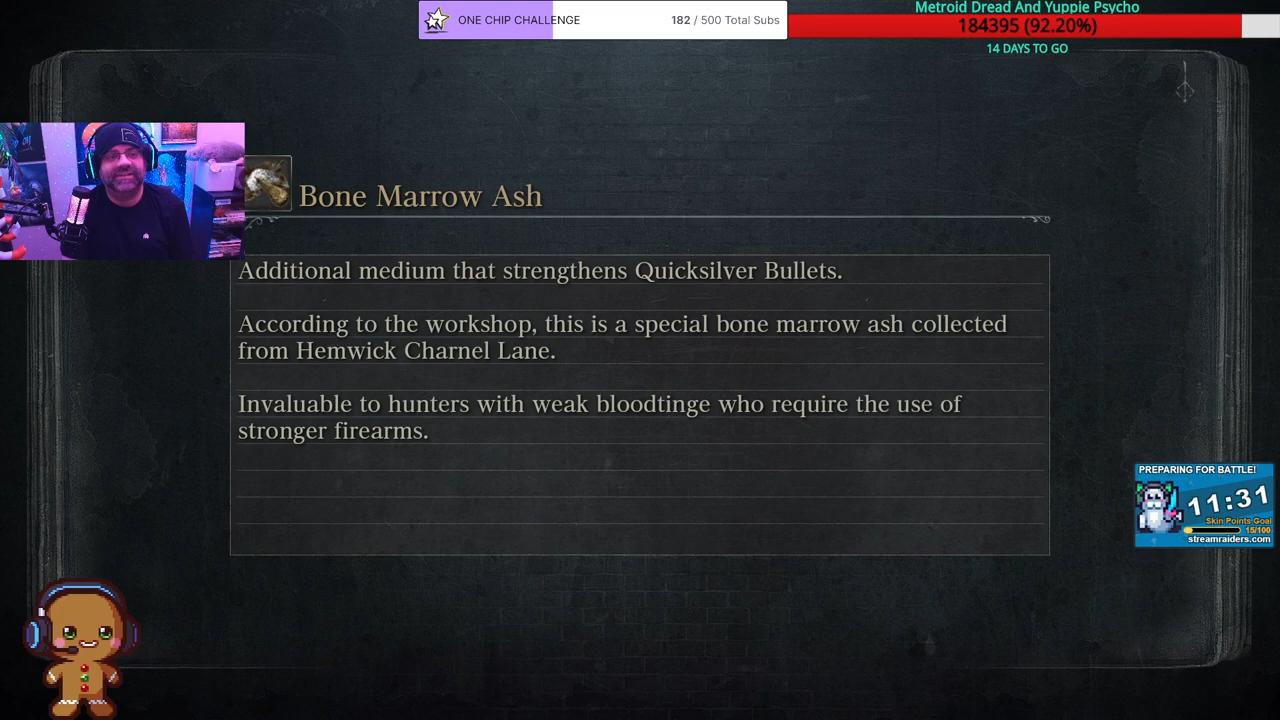 ONE CHIP CHALLENGE 182 / 500 Total Subs
Metroid Dread And Yuppie Psycho
184395 (92.20%)
14 DAYS TO GO
Bone Marrow Ash
Additional medium that strengthens Quicksilver Bullets.
According to the workshop, this is a special bone marrow ash collected
from Hemwick Charnel Lane.
Invaluable to hunters with weak bloodtinge who require the use of
stronger firearms.
PREPARING FOR BATTLE!
11:31
Skin Points Goal
15/100
streamraiders.com